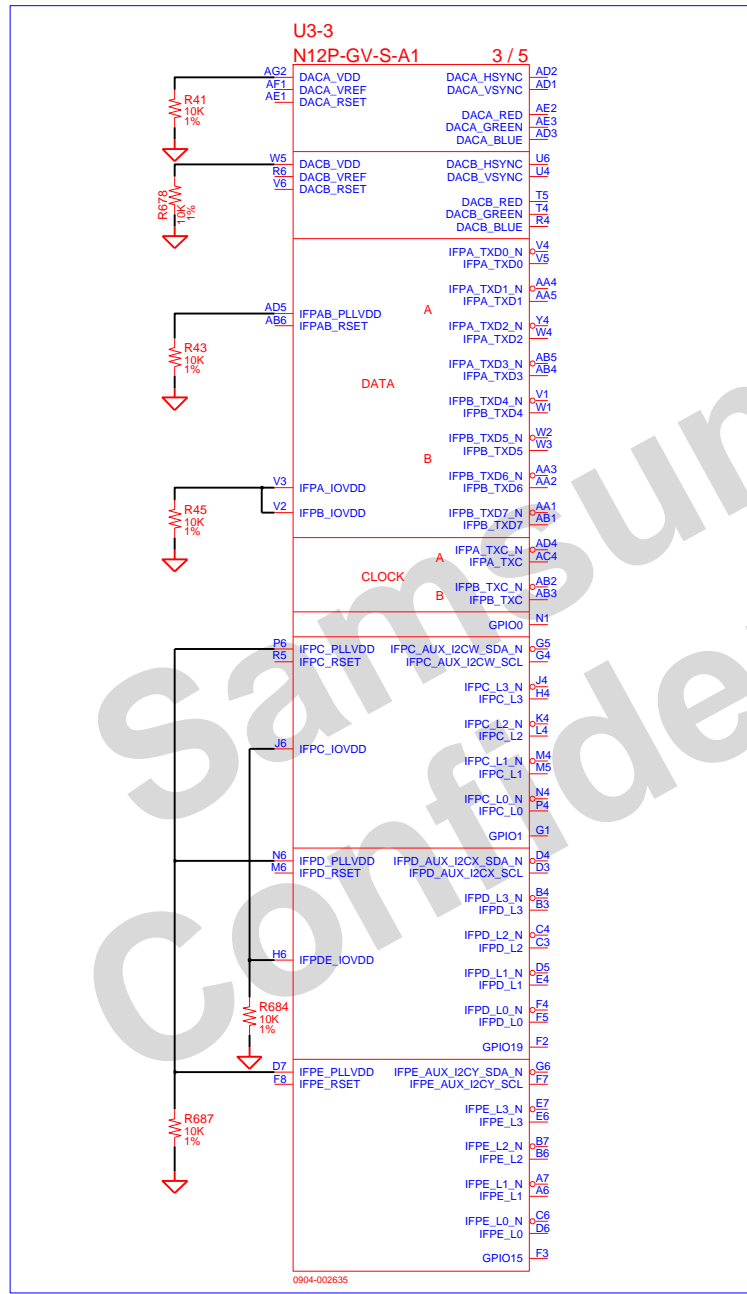 U3-3
N12P-GV-S-A1 3 / 5
AG2 DACA_VDD DACA_HSYNC AD2
AF1 DACA_VREF DACA_VSYNC AD1
AE1 DACA_RSET
R41
10K
1%
DACA_RED AE2
DACA_GREEN AE3
DACA_BLUE AD3
W5 DACB_VDD DACB_HSYNC U6
R6 DACB_VREF DACB_VSYNC U4
V6 DACB_RSET
R678
10K
1%
DACB_RED T5
DACB_GREEN T4
DACB_BLUE R4
IFPA_TXD0_N V4
IFPA_TXD0 V5
IFPA_TXD1_N AA4
IFPA_TXD1 AA5
A
AD5 IFPAB_PLLVDD
AB6 IFPAB_RSET
IFPA_TXD2_N Y4
IFPA_TXD2 W4
R43
10K
1%
IFPA_TXD3_N AB5
IFPA_TXD3 AB4
DATA
IFPB_TXD4_N V1
IFPB_TXD4 W1
IFPB_TXD5_N W2
IFPB_TXD5 W3
B
IFPB_TXD6_N AA3
V3 IFPA_IOVDD IFPB_TXD6 AA2
V2 IFPB_IOVDD IFPB_TXD7_N AA1
IFPB_TXD7 AB1
R45
10K
1%
IFPA_TXC_N AD4
A IFPA_TXC AC4
CLOCK
IFPB_TXC_N AB2
B IFPB_TXC AB3
GPIO0 N1
P6 IFPC_PLLVDD IFPC_AUX_I2CW_SDA_N G5
R5 IFPC_RSET IFPC_AUX_I2CW_SCL G4
IFPC_L3_N J4
IFPC_L3 H4
IFPC_L2_N K4
IFPC_L2 L4
J6 IFPC_IOVDD
IFPC_L1_N M4
IFPC_L1 M5
IFPC_L0_N N4
IFPC_L0 P4
GPIO1 G1
N6 IFPD_PLLVDD IFPD_AUX_I2CX_SDA_N D4
M6 IFPD_RSET IFPD_AUX_I2CX_SCL D3
IFPD_L3_N B4
IFPD_L3 B3
IFPD_L2_N C4
IFPD_L2 C3
H6 IFPDE_IOVDD
IFPD_L1_N D5
IFPD_L1 E4
R684
10K
1%
IFPD_L0_N F4
IFPD_L0 F5
GPIO19 F2
D7 IFPE_PLLVDD IFPE_AUX_I2CY_SDA_N G6
F8 IFPE_RSET IFPE_AUX_I2CY_SCL F7
IFPE_L3_N E7
IFPE_L3 E6
R687
10K
1%
IFPE_L2_N B7
IFPE_L2 B6
IFPE_L1_N A7
IFPE_L1 A6
IFPE_L0_N C6
IFPE_L0 D6
GPIO15 F3
0904-002635
Samsun
Confide